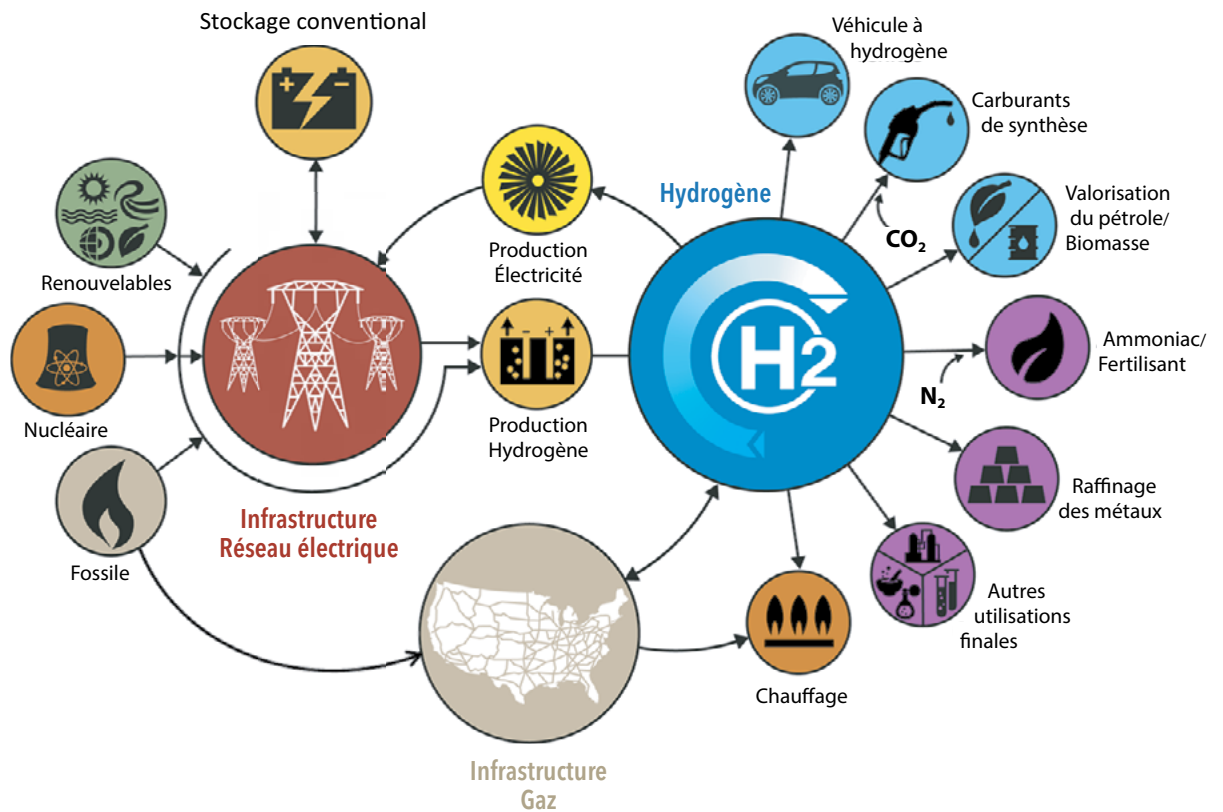 Stockage conventional
Véhicule à
hydrogène
Carburants
de synthèse
Hydrogène
Valorisation
du pétrole/
Biomasse
CO₂
Renouvelables
Production
Électricité
H2
Ammoniac/
Fertilisant
N₂
Nucléaire
Production
Hydrogène
Raffinage
des métaux
Infrastructure
Réseau électrique
Fossile
Autres
utilisations
finales
Chauffage
Infrastructure
Gaz